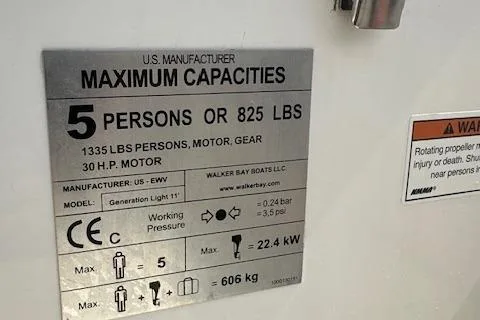 U.S. MANUFACTURER
MAXIMUM CAPACITIES
5 PERSONS OR 825 LBS
1335 LBS PERSONS, MOTOR, GEAR
30 H.P. MOTOR
MANUFACTURER: US - EWV
WALKER BAY BOATS LLC.
www.walkerbay.com
MODEL: Generation Light 11'
CE C
Working Pressure
= 0,24 bar
= 3,5 psi
Max. = 5
Max. = 22.4 kW
Max. + + = 606 kg
WAR
Rotating propeller m
injury or death. Shu
near persons i
NMMA